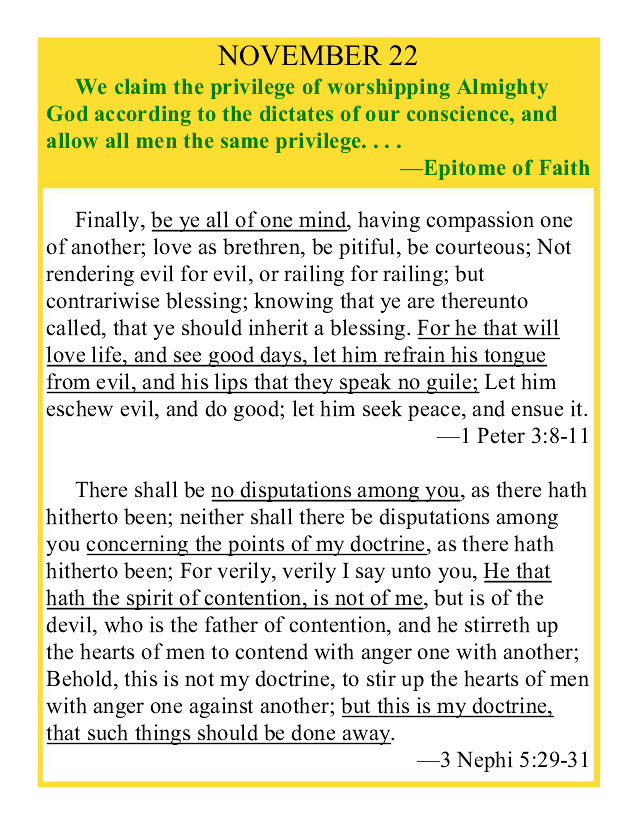 NOVEMBER 22
We claim the privilege of worshipping Almighty
God according to the dictates of our conscience, and
allow all men the same privilege. . . .
—Epitome of Faith
Finally, be ye all of one mind, having compassion one
of another; love as brethren, be pitiful, be courteous; Not
rendering evil for evil, or railing for railing; but
contrariwise blessing; knowing that ye are thereunto
called, that ye should inherit a blessing. For he that will
love life, and see good days, let him refrain his tongue
from evil, and his lips that they speak no guile; Let him
eschew evil, and do good; let him seek peace, and ensue it.
—1 Peter 3:8-11
There shall be no disputations among you, as there hath
hitherto been; neither shall there be disputations among
you concerning the points of my doctrine, as there hath
hitherto been; For verily, verily I say unto you, He that
hath the spirit of contention, is not of me, but is of the
devil, who is the father of contention, and he stirreth up
the hearts of men to contend with anger one with another;
Behold, this is not my doctrine, to stir up the hearts of men
with anger one against another; but this is my doctrine,
that such things should be done away.
—3 Nephi 5:29-31